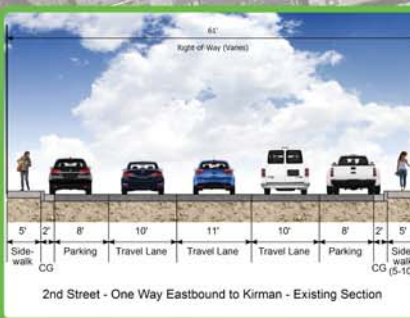 61'
Right-of-Way (Varies)
5' 2' 8' 10' 11' 10' 8' 2' 5'
Side-
walk
CG
Parking
Travel Lane
Travel Lane
Travel Lane
Parking
CG
Side
walk
(5-10
2nd Street - One Way Eastbound to Kirman - Existing Section